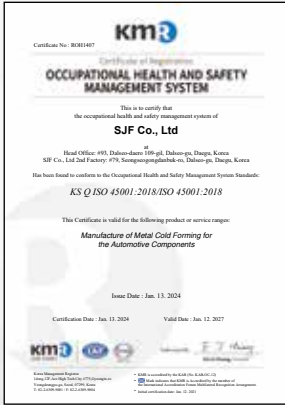 KMR
Certificate No : ROH1407
Certificate of Registration
OCCUPATIONAL HEALTH AND SAFETY
MANAGEMENT SYSTEM
This is to certify that
the occupational health and safety management system of
SJF Co., Ltd
at
Head Office: #93, Dalseo-daero 109-gil, Dalseo-gu, Daegu, Korea
SJF Co., Ltd 2nd Factory: #79, Seongseogongdanbuk-ro, Dalseo-gu, Daegu, Korea
Has been found to conform to the Occupational Health and Safety Management System Standards:
KS Q ISO 45001:2018/ISO 45001:2018
This Certificate is valid for the following product or service ranges:
Manufacture of Metal Cold Forming for
the Automotive Components
Issue Date : Jan. 13. 2024
Certification Date : Jan. 13. 2024 Valid Date : Jan. 12. 2027
KMR IAF
Korea Management Registrar